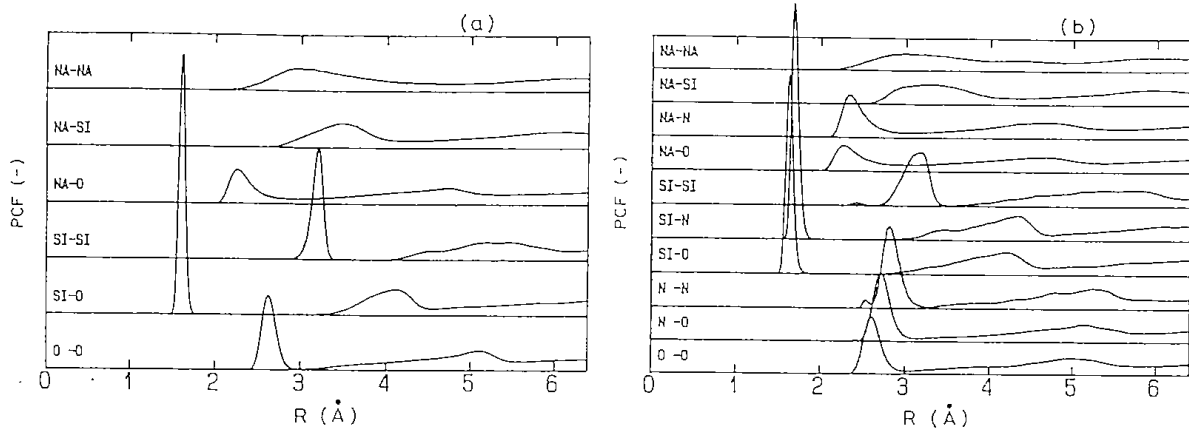 (a)
NA-NA
NA-SI
NA-O
SI-SI
SI-O
O -O
PCF (-)
0 1 2 3 4 5 6
R (Å)
(b)
NA-NA
NA-SI
NA-N
NA-O
SI-SI
SI-N
SI-O
N -N
N -O
O -O
PCF (-)
0 1 2 3 4 5 6
R (Å)